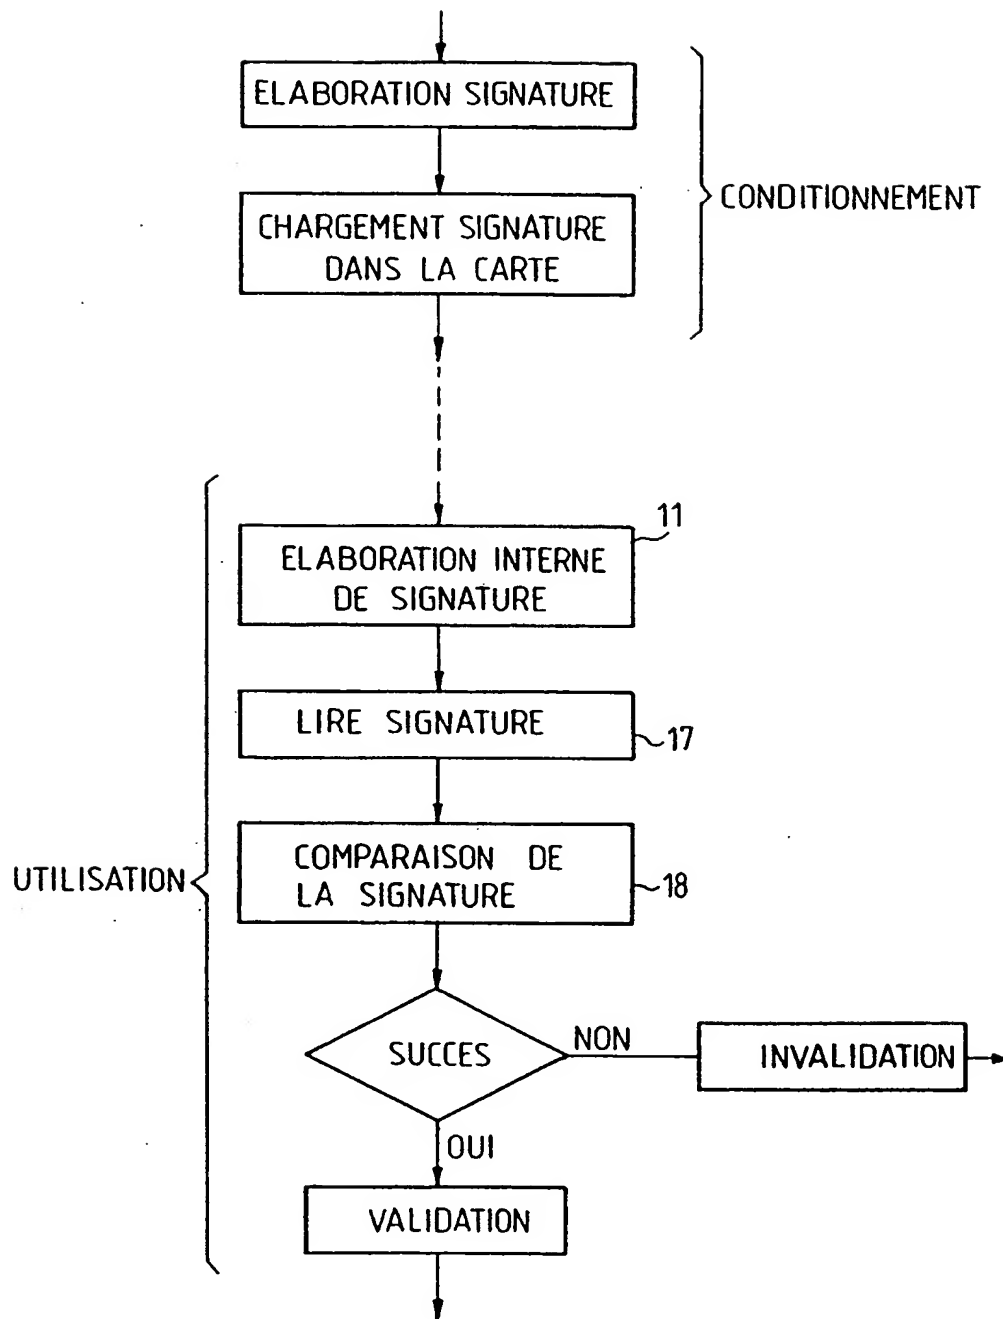 ELABORATION SIGNATURE
CHARGEMENT SIGNATURE
DANS LA CARTE
CONDITIONNEMENT
11
ELABORATION INTERNE
DE SIGNATURE
LIRE SIGNATURE
17
COMPARAISON DE
LA SIGNATURE
18
UTILISATION
SUCCES
NON
INVALIDATION
OUI
VALIDATION